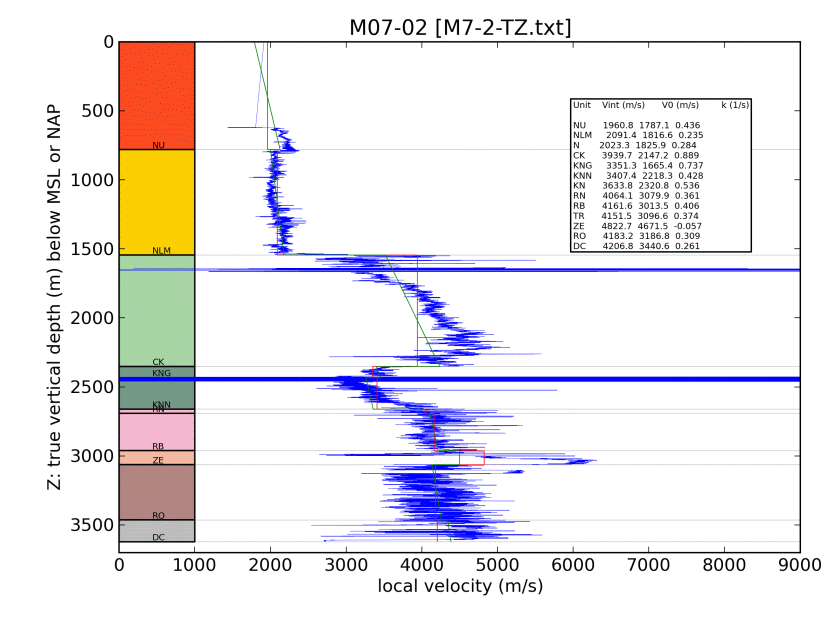 M07-02 [M7-2-TZ.txt]
Z: true vertical depth (m) below MSL or NAP
0
500
1000
1500
2000
2500
3000
3500
NU
NLM
CK
KNG
KNN
RN
RB
ZE
RO
DC
Unit Vint (m/s) V0 (m/s) k (1/s)
NU 1960.8 1787.1 0.436
NLM 2091.4 1816.6 0.235
N 2023.3 1825.9 0.284
CK 3939.7 2147.2 0.889
KNG 3351.3 1665.4 0.737
KNN 3407.4 2218.3 0.428
KN 3633.8 2320.8 0.536
RN 4064.1 3079.9 0.361
RB 4161.6 3013.5 0.406
TR 4151.5 3096.6 0.374
ZE 4822.7 4671.5 -0.057
RO 4183.2 3186.8 0.309
DC 4206.8 3440.6 0.261
0 1000 2000 3000 4000 5000 6000 7000 8000 9000
local velocity (m/s)